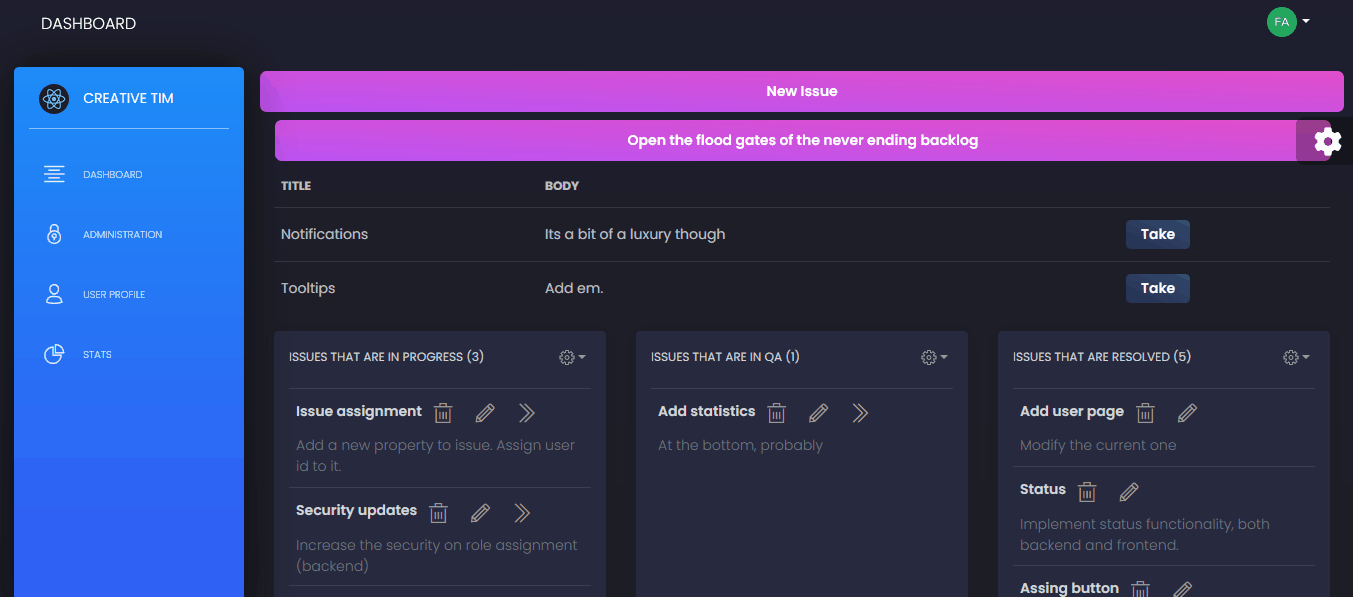 DASHBOARD
FA
CREATIVE TIM
DASHBOARD
ADMINISTRATION
USER PROFILE
STATS
New Issue
Open the flood gates of the never ending backlog
TITLE BODY
Notifications Its a bit of a luxury though Take
Tooltips Add em. Take
ISSUES THAT ARE IN PROGRESS (3)
Issue assignment
Add a new property to issue. Assign user
id to it.
Security updates
Increase the security on role assignment
(backend)
ISSUES THAT ARE IN QA (1)
Add statistics
At the bottom, probably
ISSUES THAT ARE RESOLVED (5)
Add user page
Modify the current one
Status
Implement status functionality, both
backend and frontend.
Assing button